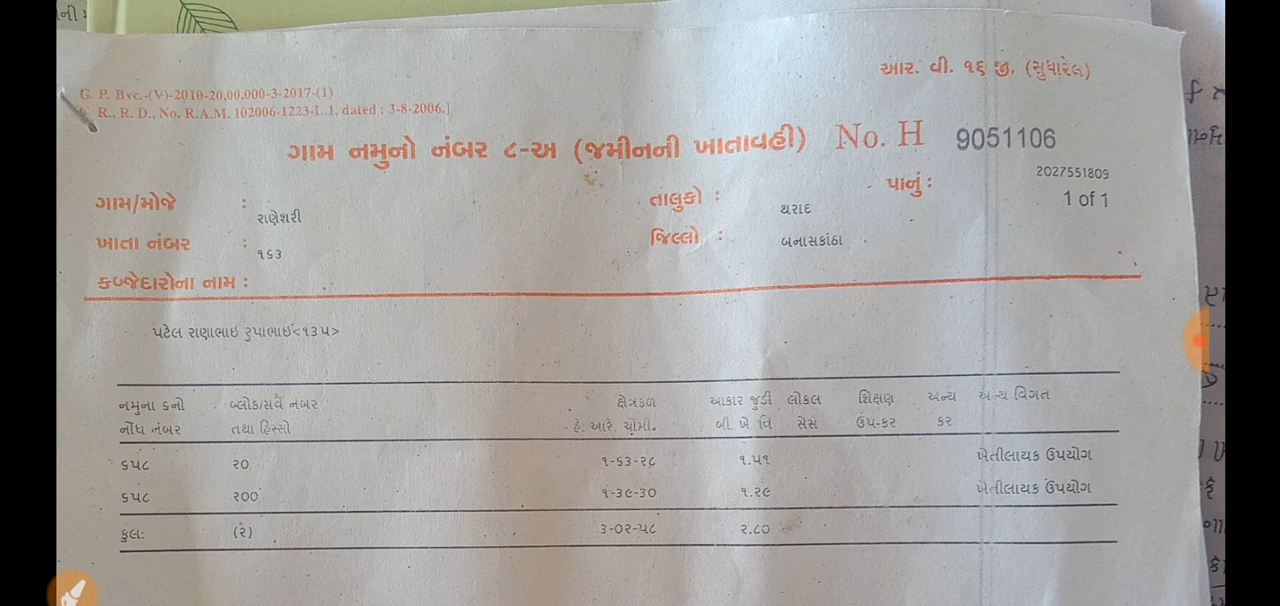 આર. વી. ૧૬ જી. (સુધારેલ)
G. P. Bvc.-(V)-2010-20,00,000-3-2017-(1)
R., R. D., No. R.A.M. 102006-1223-L.1, dated : 3-8-2006.]
ગામ નમુનો નંબર ૮-અ (જમીનની ખાતાવહી) No. H 9051106
2027551809
ગામ/મોજે : રાણેશરી તાલુકો : થરાદ પાનું : 1 of 1
ખાતા નંબર : ૧૬૩ જિલ્લો : બનાસકાંઠા
કબ્જેદારોના નામ :
પટેલ રાણાભાઇ રુપાભાઇ<૧૩૫>
નમુના ૬નો બ્લોક/સર્વે નંબર ક્ષેત્રફળ આકાર જુડી લોકલ શિક્ષણ અન્ય અન્ય વિગત
નોંધ નંબર તથા હિસ્સો હે. આરે. ચોમી. બી ખે વિ સેસ ઉપ-કર કર
૬૫૮ ૨૦ ૧-૬૩-૨૮ ૧.૫૧ ખેતીલાયક ઉપયોગ
૬૫૮ ૨૦૦ ૧-૩૯-૩૦ ૧.૨૯ ખેતીલાયક ઉપયોગ
કુલ: (૨) ૩-૦૨-૫૮ ૨.૮૦